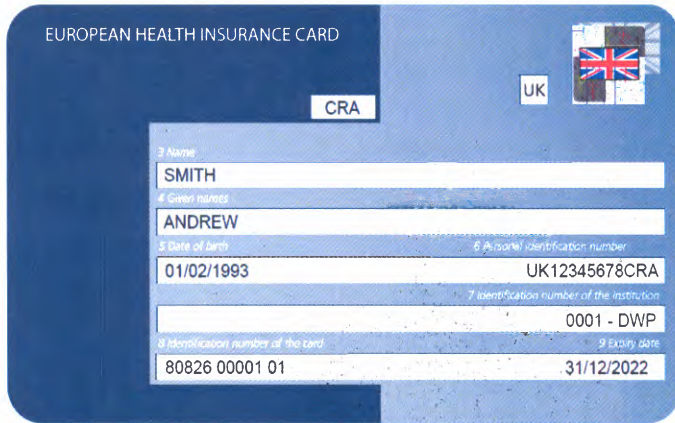 EUROPEAN HEALTH INSURANCE CARD
UK
CRA
3 Name
SMITH
4 Given names
ANDREW
5 Date of birth
6 Personal identification number
01/02/1993
UK12345678CRA
7 Identification number of the institution
0001 - DWP
8 Identification number of the card
9 Expiry date
80826 00001 01
31/12/2022